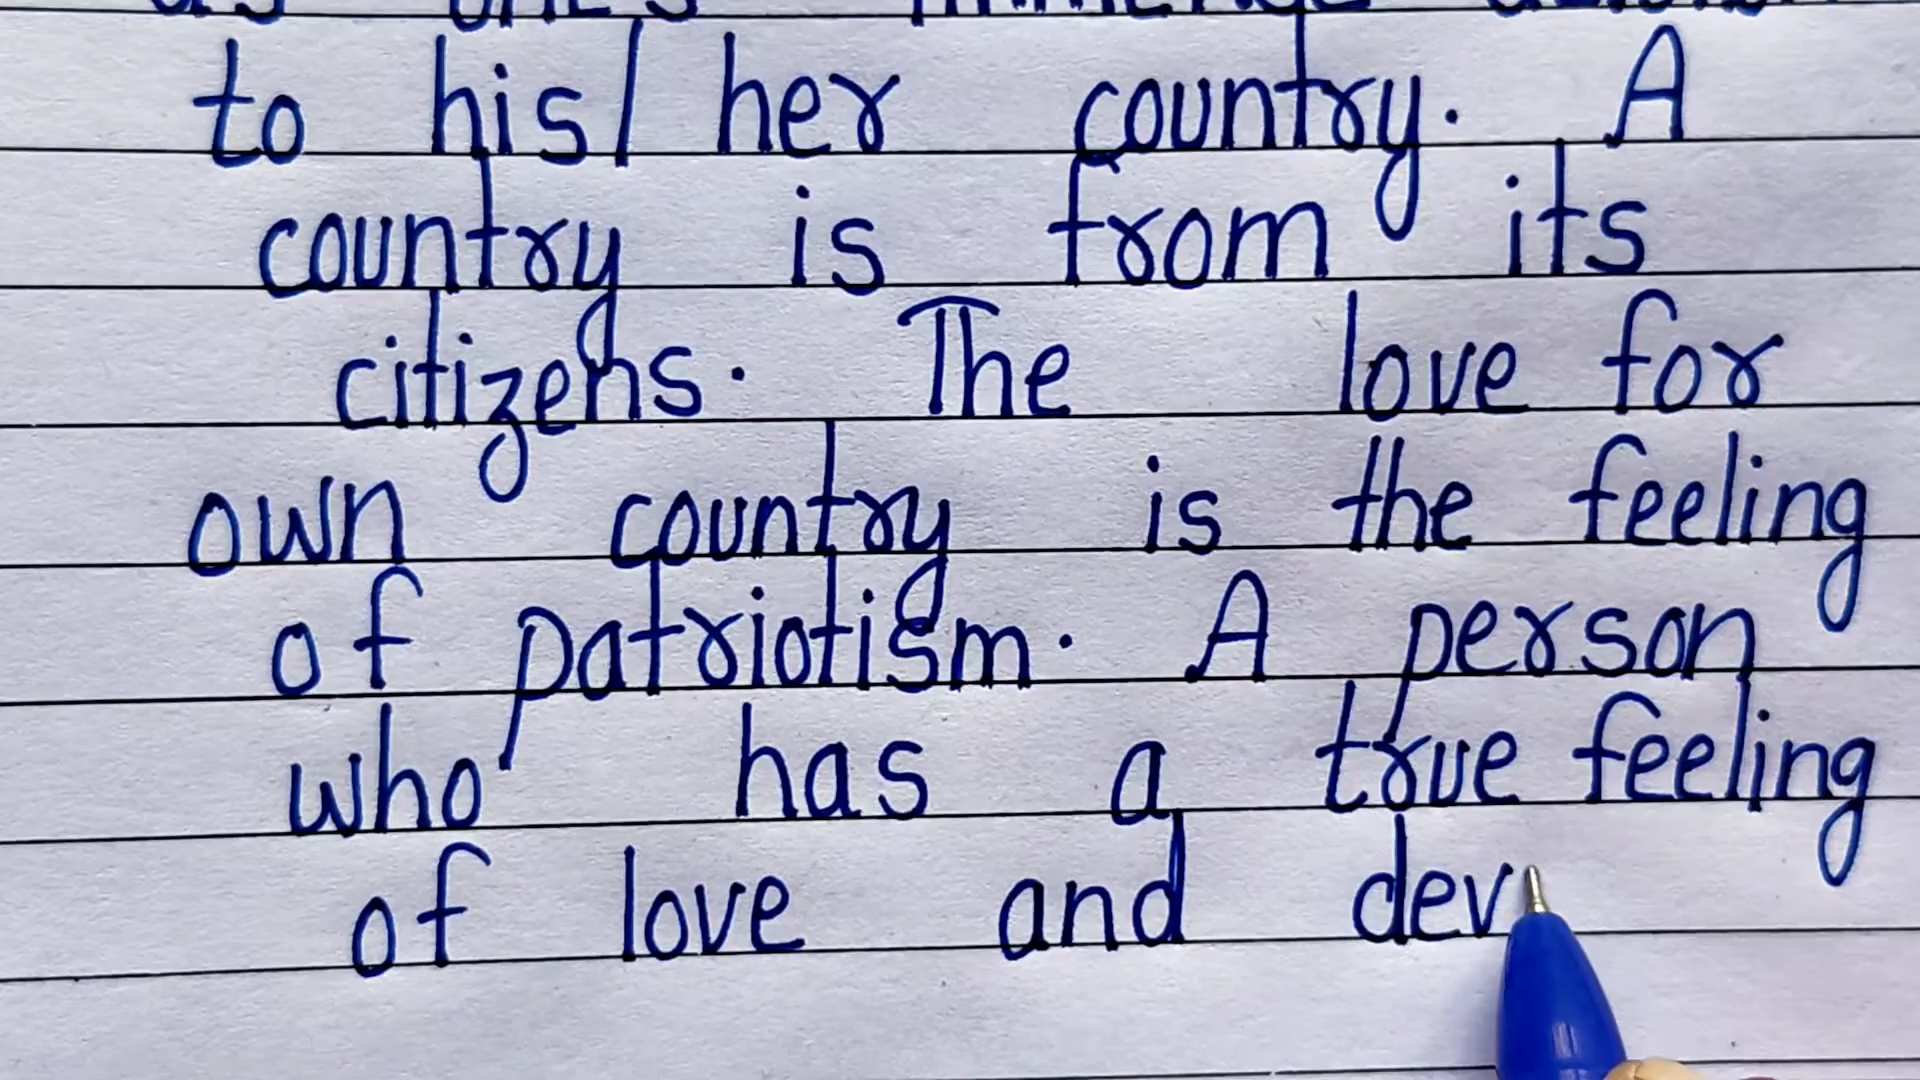 to his/ her country. A
country is from its
citizens. The love for
own country is the feeling
of patriotism. A person
who has a true feeling
of love and dev